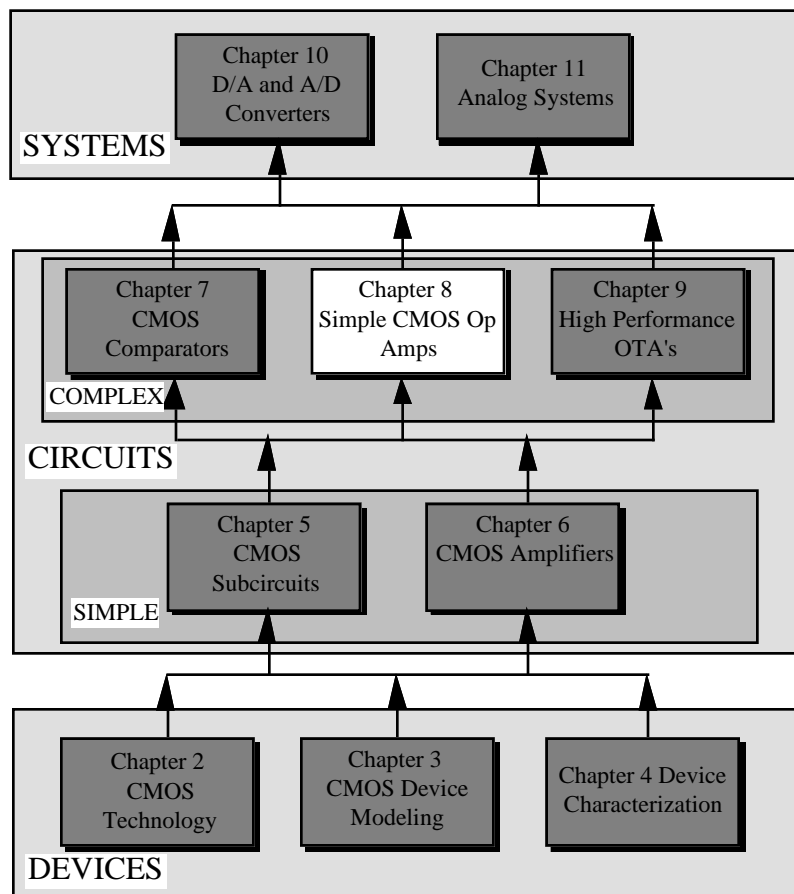 Chapter 10
D/A and A/D
Converters
Chapter 11
Analog Systems
SYSTEMS
Chapter 7
CMOS
Comparators
Chapter 8
Simple CMOS Op
Amps
Chapter 9
High Performance
OTA's
COMPLEX
CIRCUITS
Chapter 5
CMOS
Subcircuits
Chapter 6
CMOS Amplifiers
SIMPLE
Chapter 2
CMOS
Technology
Chapter 3
CMOS Device
Modeling
Chapter 4 Device
Characterization
DEVICES